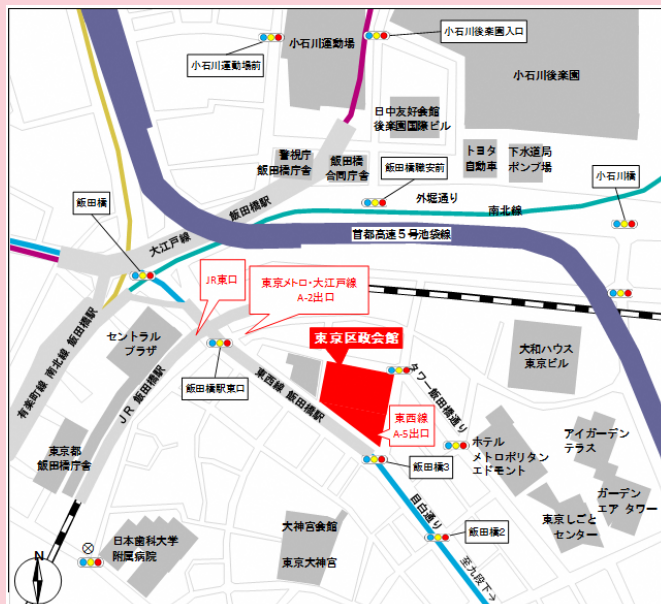 小石川運動場
小石川後楽園入口
小石川運動場前
小石川後楽園
日中友好会館
後楽園国際ビル
警視庁
飯田橋庁舎
飯田橋
合同庁舎
トヨタ
自動車
下水道局
ポンプ場
飯田橋職安前
小石川橋
外堀通り
南北線
飯田橋
大江戸線 飯田橋駅
首都高速5号池袋線
JR東口
東京メトロ・大江戸線
A-2出口
東京区政会館
セントラル
プラザ
有楽町線 南北線 飯田橋駅
JR 飯田橋駅
飯田橋駅東口
東西線 飯田橋駅
タワー飯田橋通り
大和ハウス
東京ビル
東西線
A-5出口
ホテル
メトロポリタン
エドモント
アイガーデン
テラス
東京都
飯田橋庁舎
飯田橋3
ガーデン
エア タワー
目白通り
東京しごと
センター
大神宮会館
東京大神宮
飯田橋2
日本歯科大学
附属病院
至九段下→
N